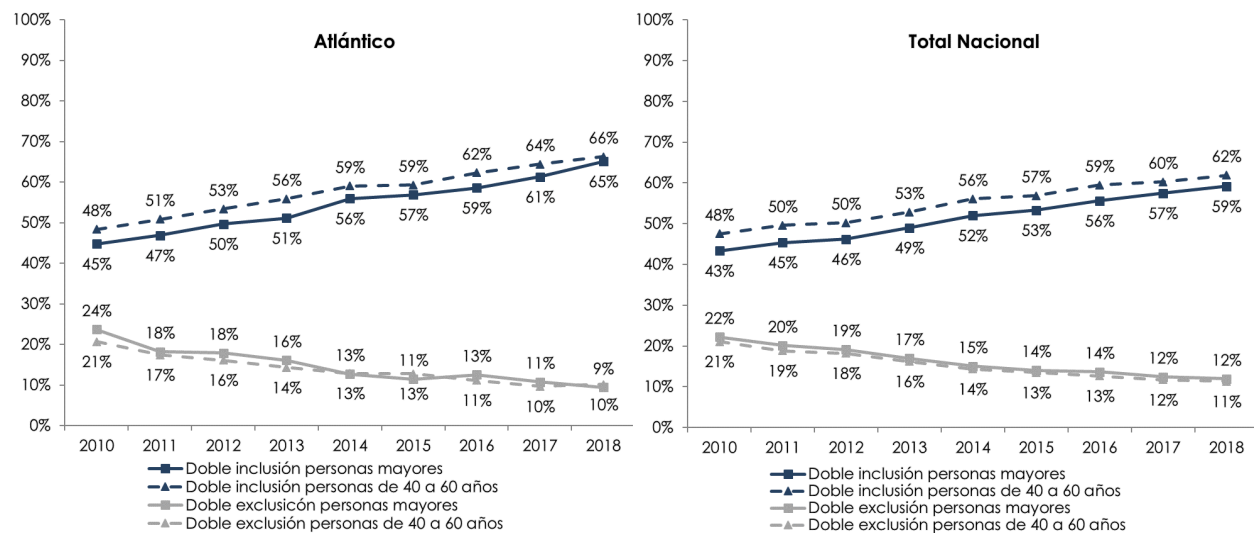 Atlántico
100%
90%
80%
70%
60%
50%
40%
30%
20%
10%
0%
48% 51% 53% 56% 59% 59% 62% 64% 66%
45% 47% 50% 51% 56% 57% 59% 61% 65%
24% 18% 18% 16% 13% 11% 13% 11% 9%
21% 17% 16% 14% 13% 13% 11% 10% 10%
2010 2011 2012 2013 2014 2015 2016 2017 2018
Doble inclusión personas mayores
Doble inclusión personas de 40 a 60 años
Doble exclusicón personas mayores
Doble exclusión personas de 40 a 60 años
Total Nacional
100%
90%
80%
70%
60%
50%
40%
30%
20%
10%
0%
48% 50% 50% 53% 56% 57% 59% 60% 62%
43% 45% 46% 49% 52% 53% 56% 57% 59%
22% 20% 19% 17% 15% 14% 14% 12% 12%
21% 19% 18% 16% 14% 13% 13% 12% 11%
2010 2011 2012 2013 2014 2015 2016 2017 2018
Doble inclusión personas mayores
Doble inclusión personas de 40 a 60 años
Doble exclusión personas mayores
Doble exclusión personas de 40 a 60 años